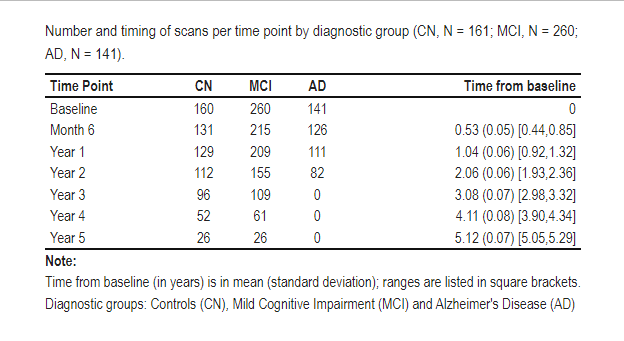 Number and timing of scans per time point by diagnostic group (CN, N = 161; MCI, N = 260;
AD, N = 141).
Time Point CN MCI AD Time from baseline
Baseline 160 260 141 0
Month 6 131 215 126 0.53 (0.05) [0.44,0.85]
Year 1 129 209 111 1.04 (0.06) [0.92,1.32]
Year 2 112 155 82 2.06 (0.06) [1.93,2.36]
Year 3 96 109 0 3.08 (0.07) [2.98,3.32]
Year 4 52 61 0 4.11 (0.08) [3.90,4.34]
Year 5 26 26 0 5.12 (0.07) [5.05,5.29]
Note:
Time from baseline (in years) is in mean (standard deviation); ranges are listed in square brackets.
Diagnostic groups: Controls (CN), Mild Cognitive Impairment (MCI) and Alzheimer's Disease (AD)